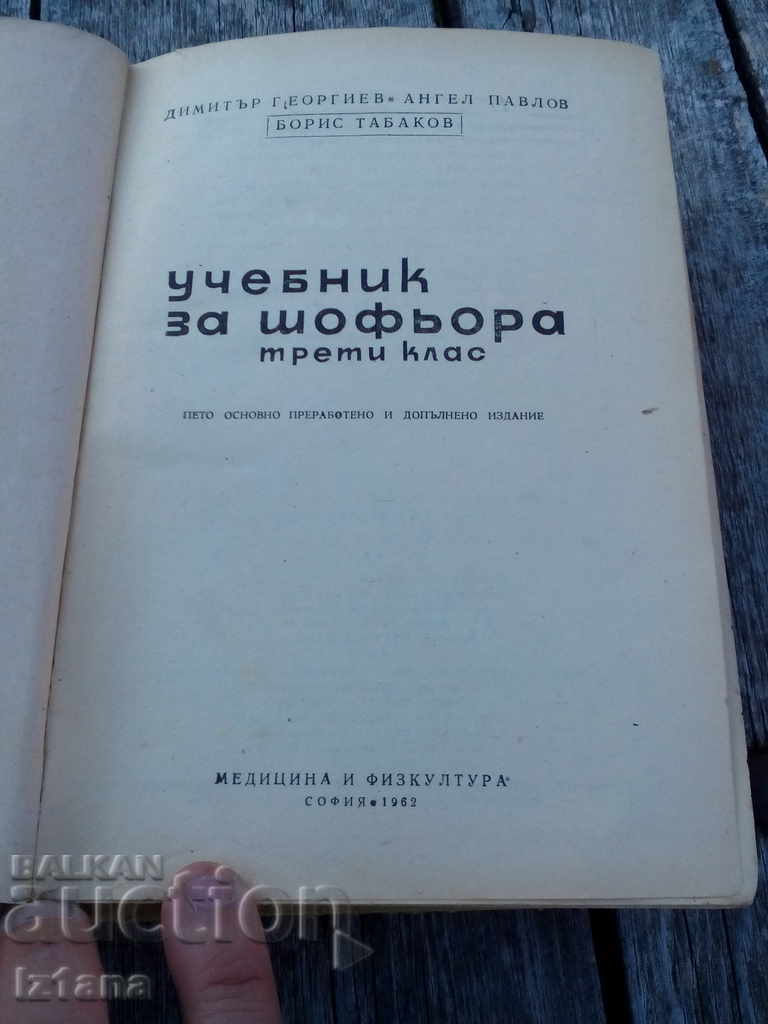 ДИМИТЪР ГЕОРГИЕВ • АНГЕЛ ПАВЛОВ
БОРИС ТАБАКОВ
учебник
за шофьора
трети клас
ПЕТО ОСНОВНО ПРЕРАБОТЕНО И ДОПЪЛНЕНО ИЗДАНИЕ
МЕДИЦИНА И ФИЗКУЛТУРА
СОФИЯ • 1962
BALKAN
auction
Iz1ana